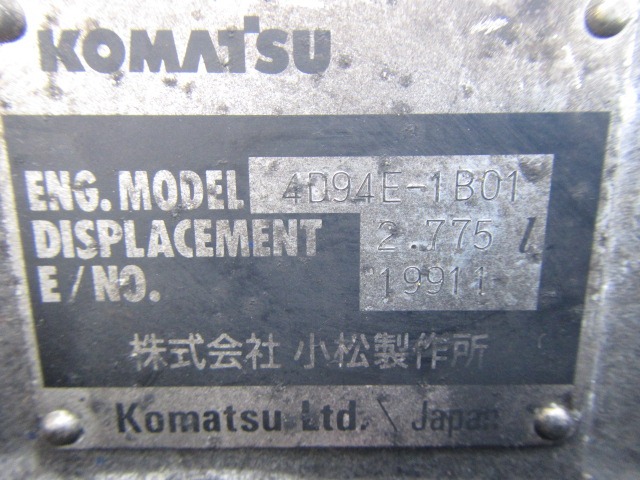 KOMATSU
ENG. MODEL 4D94E-1B01
DISPLACEMENT 2.775 l
E/NO. 19911
株式会社 小松製作所
Komatsu Ltd. Japan